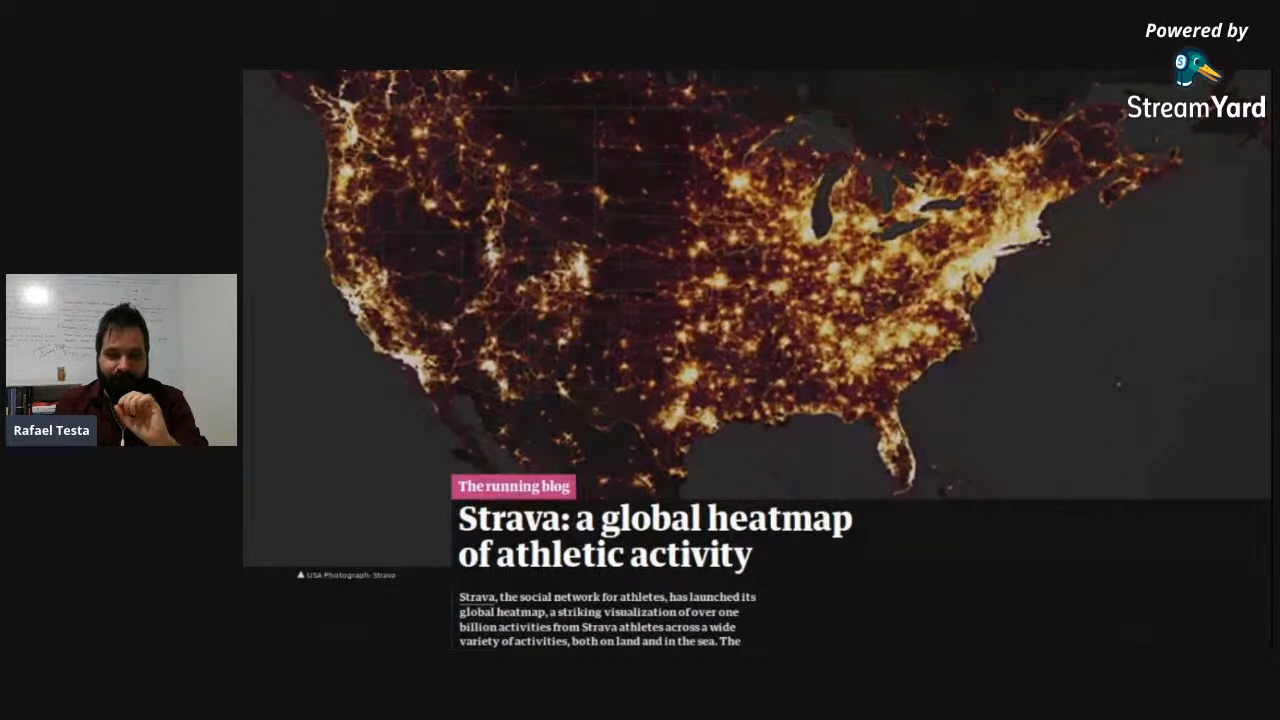 Powered by
StreamYard
Rafael Testa
The running blog
Strava: a global heatmap
of athletic activity
USA Photograph: Strava
Strava, the social network for athletes, has launched its
global heatmap, a striking visualization of over one
billion activities from Strava athletes across a wide
variety of activities, both on land and in the sea. The